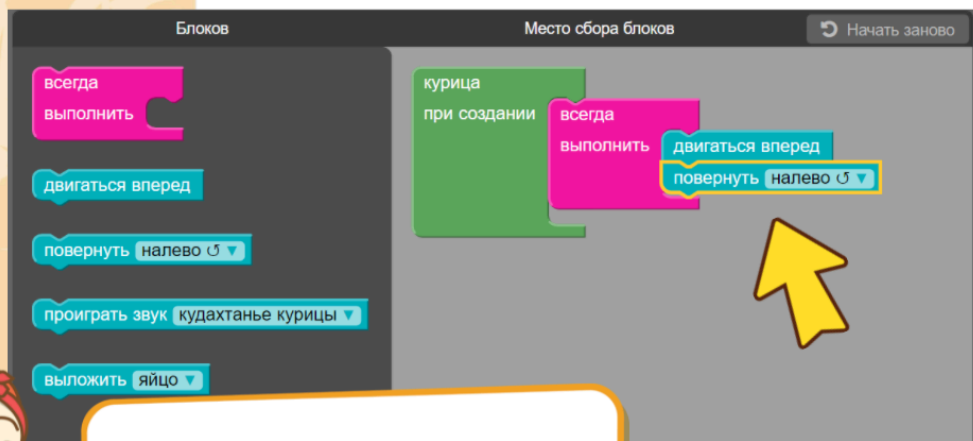 Блоков
Место сбора блоков
Начать заново
всегда
выполнить
двигаться вперед
повернуть налево ↺ ▼
проиграть звук кудахтанье курицы ▼
выложить яйцо ▼
курица
при создании
всегда
выполнить
двигаться вперед
повернуть налево ↺ ▼